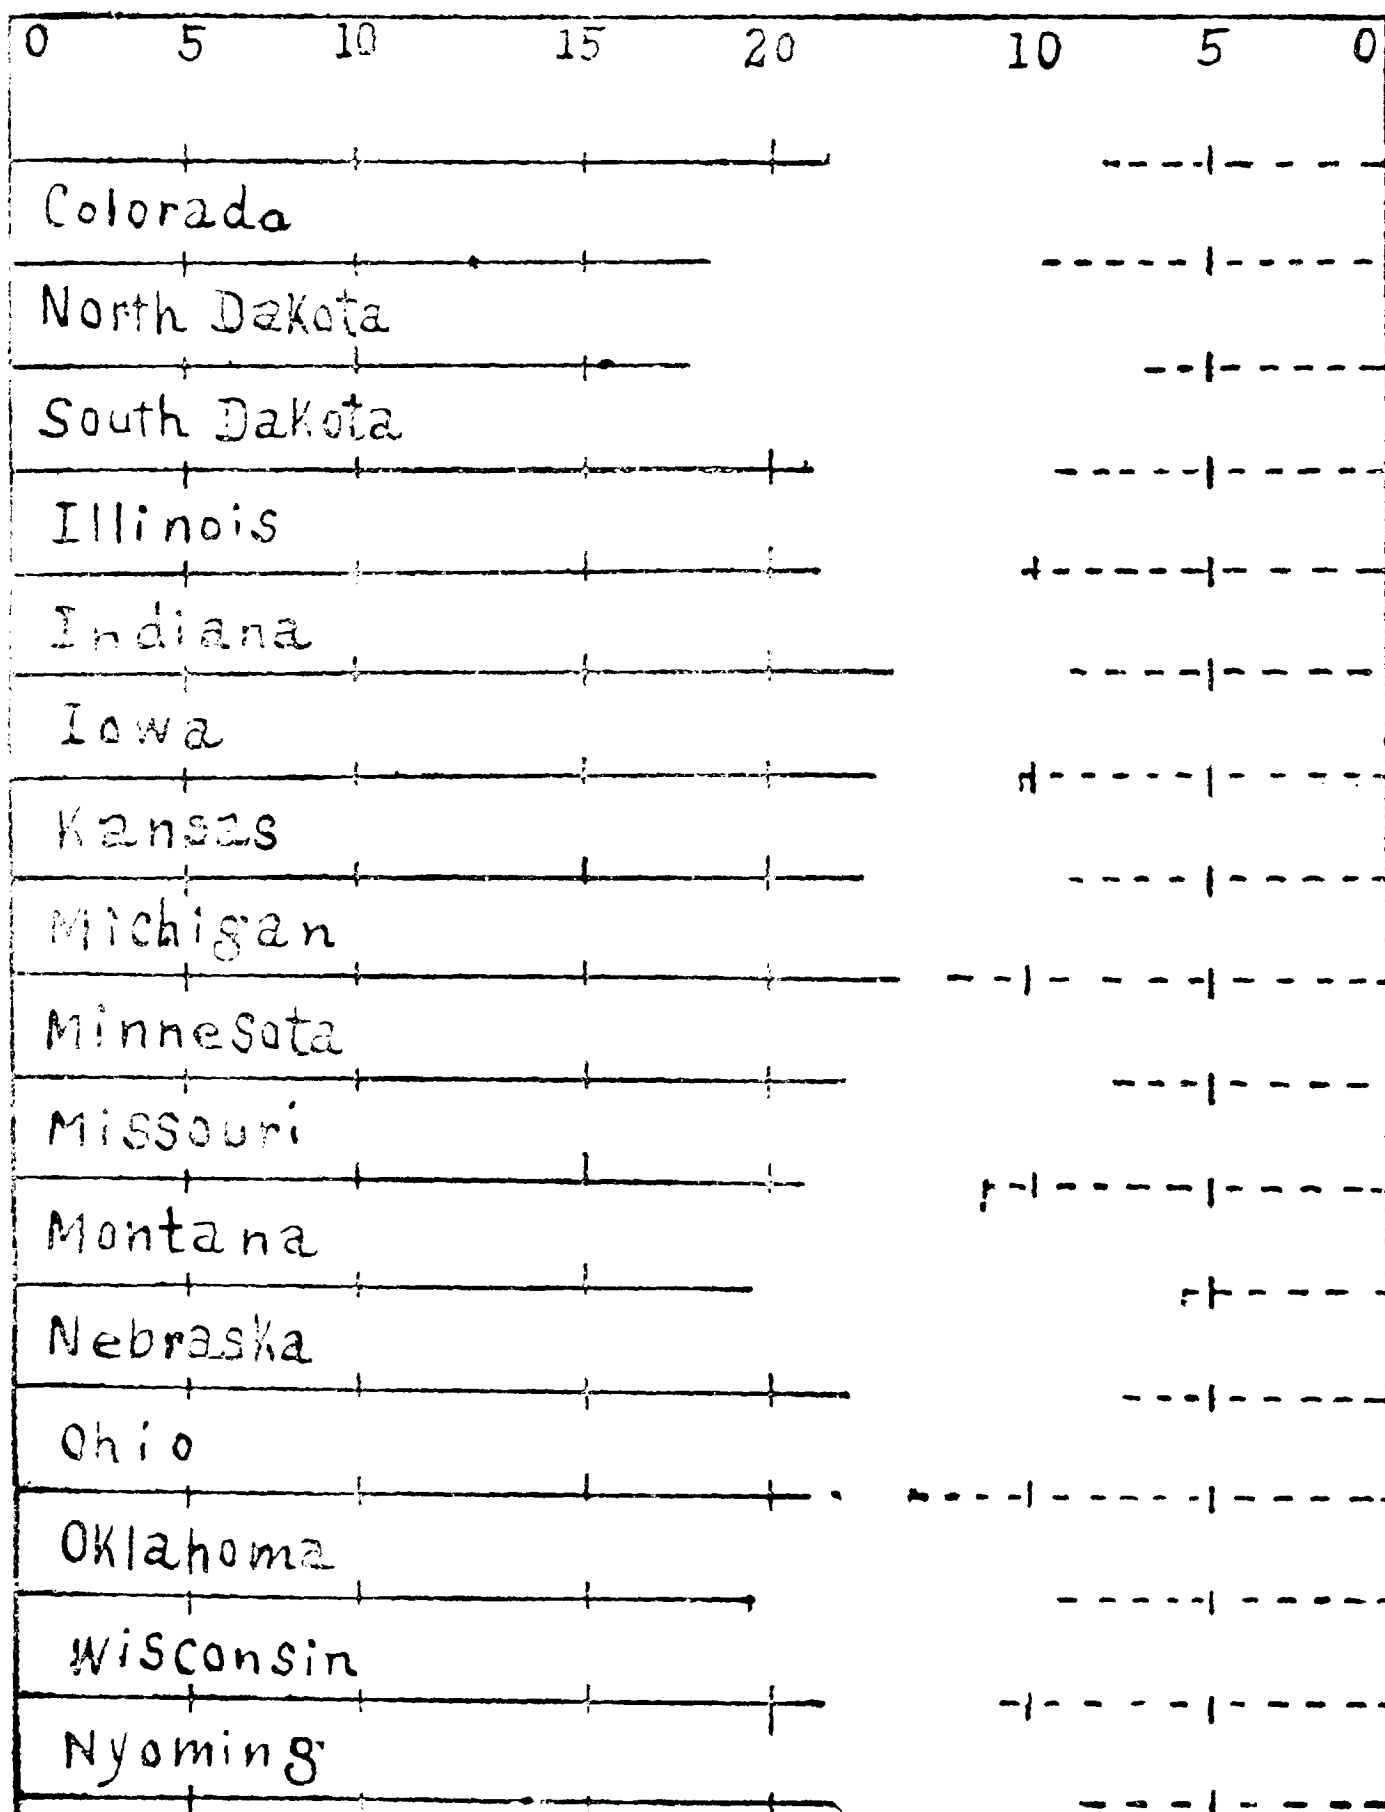 0 5 10 15 20 10 5 0
Colorado
North Dakota
South Dakota
Illinois
Indiana
Iowa
Kansas
Michigan
Minnesota
Missouri
Montana
Nebraska
Ohio
Oklahoma
Wisconsin
Nyoming